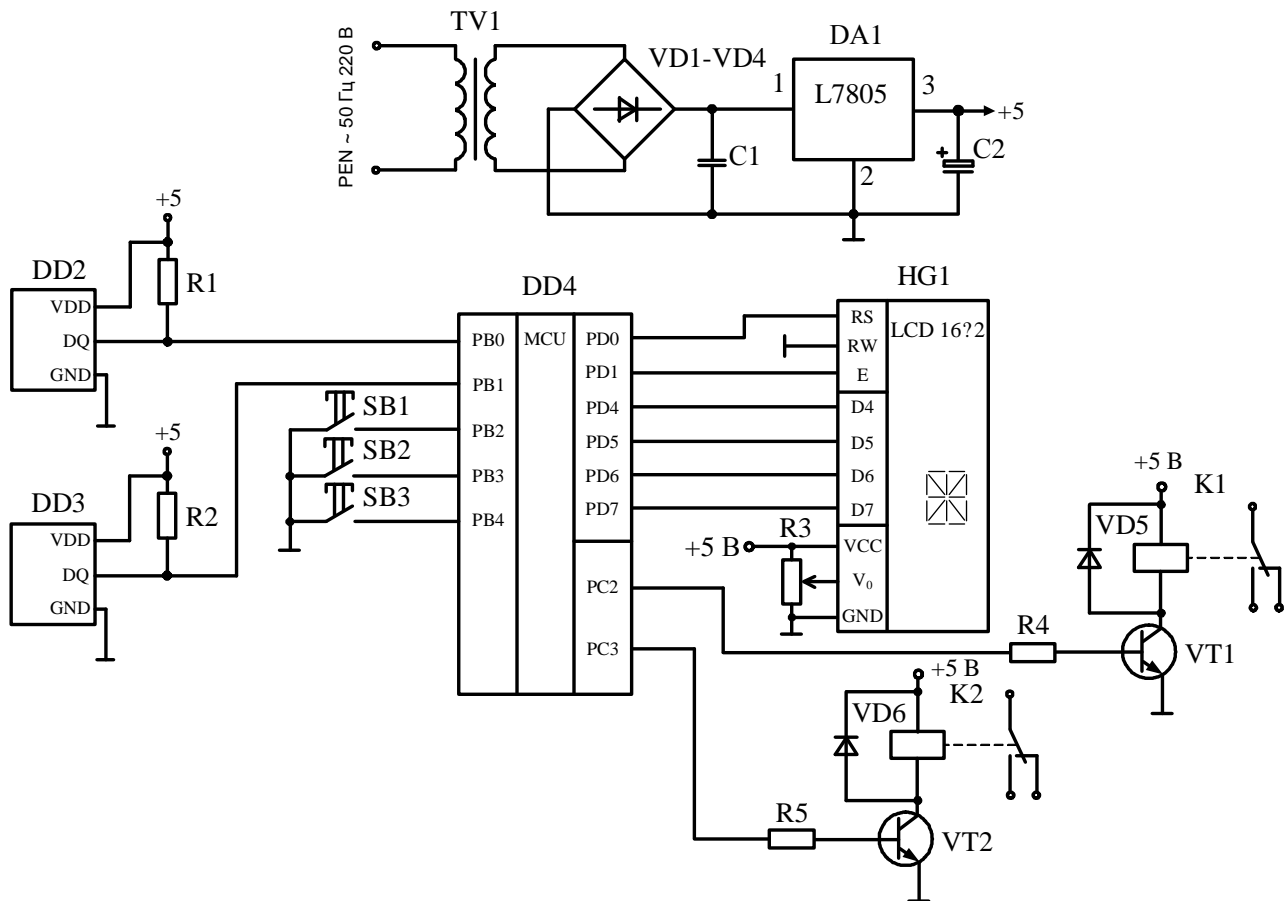 TV1
PEN ~ 50 Гц 220 В
VD1-VD4
DA1
1
L7805
3
+5
2
C1
+
C2
+5
DD2
R1
VDD
DQ
GND
+5
DD3
R2
VDD
DQ
GND
SB1
SB2
SB3
DD4
PB0
MCU
PD0
PB1
PD1
PB2
PD4
PB3
PD5
PB4
PD6
PD7
PC2
PC3
HG1
RS
LCD 16?2
RW
E
D4
D5
D6
D7
R3
+5 В
VCC
V₀
GND
+5 В
K1
VD5
R4
VT1
+5 В
K2
VD6
R5
VT2